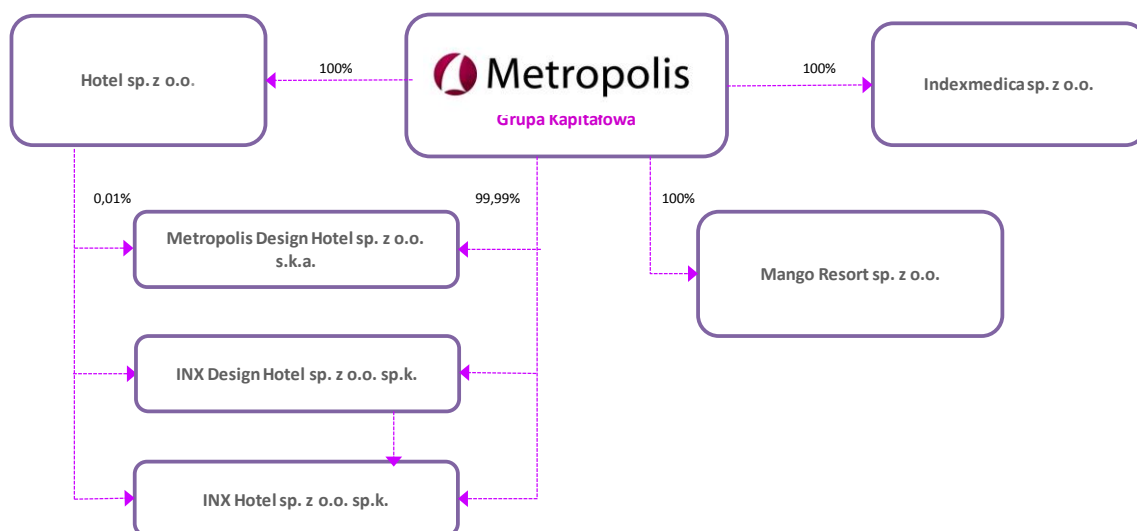 Hotel sp. z o.o.
100%
Metropolis
Grupa Kapitałowa
100%
Indexmedica sp. z o.o.
0,01%
99,99%
100%
Metropolis Design Hotel sp. z o.o.
s.k.a.
Mango Resort sp. z o.o.
INX Design Hotel sp. z o.o. sp.k.
INX Hotel sp. z o.o. sp.k.